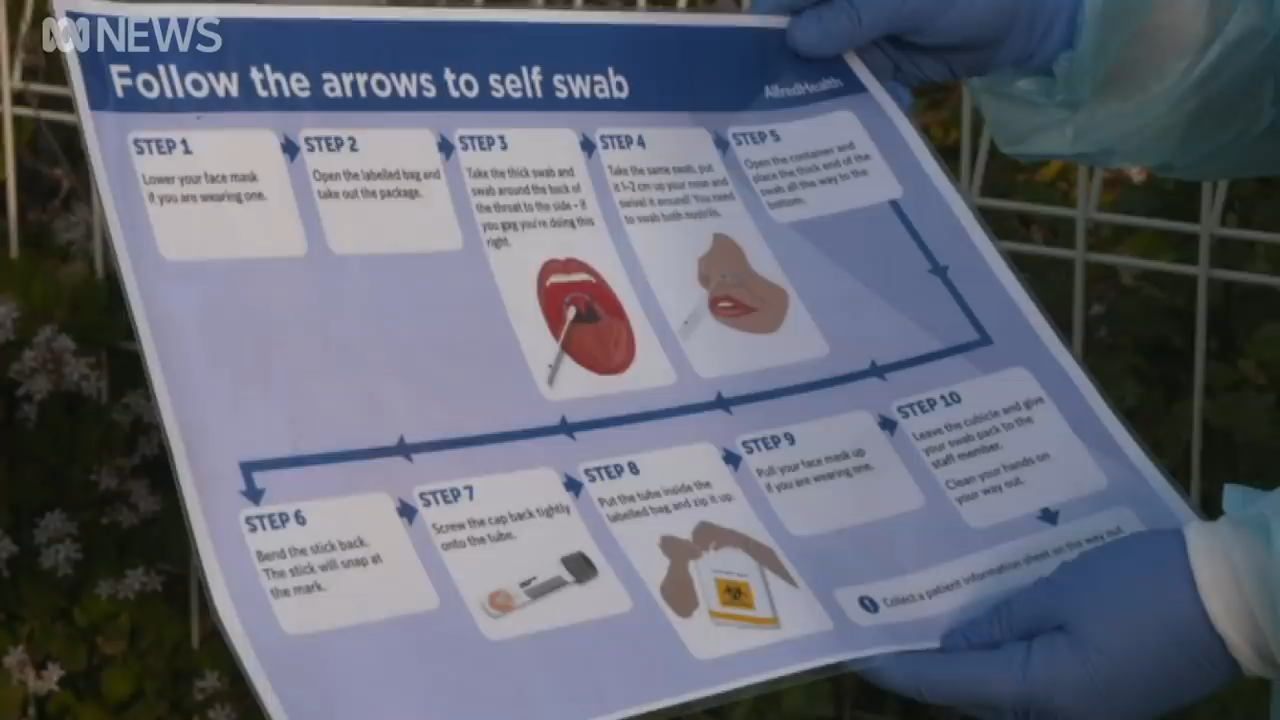 NEWS
Follow the arrows to self swab
AlfredHealth
STEP 1
Lower your face mask
if you are wearing one.
STEP 2
Open the labelled bag and
take out the package.
STEP 3
Take the thick swab and
swab around the back of
the throat to the side – if
you gag you're doing this
right.
STEP 4
Take the same swab, put
it 1-2 cm up your nose and
swivel it around! You need
to swab both nostrils.
STEP 5
Open the container and
place the thick end of the
swab all the way to the
bottom.
STEP 6
Bend the stick back.
The stick will snap at
the mark.
STEP 7
Screw the cap back tightly
onto the tube.
STEP 8
Put the tube inside the
labelled bag and zip it up.
STEP 9
Pull your face mask up
if you are wearing one.
STEP 10
Leave the cubicle and give
your swab pack to the
staff member.
Clean your hands on
your way out.
Collect a patient information sheet on the way out